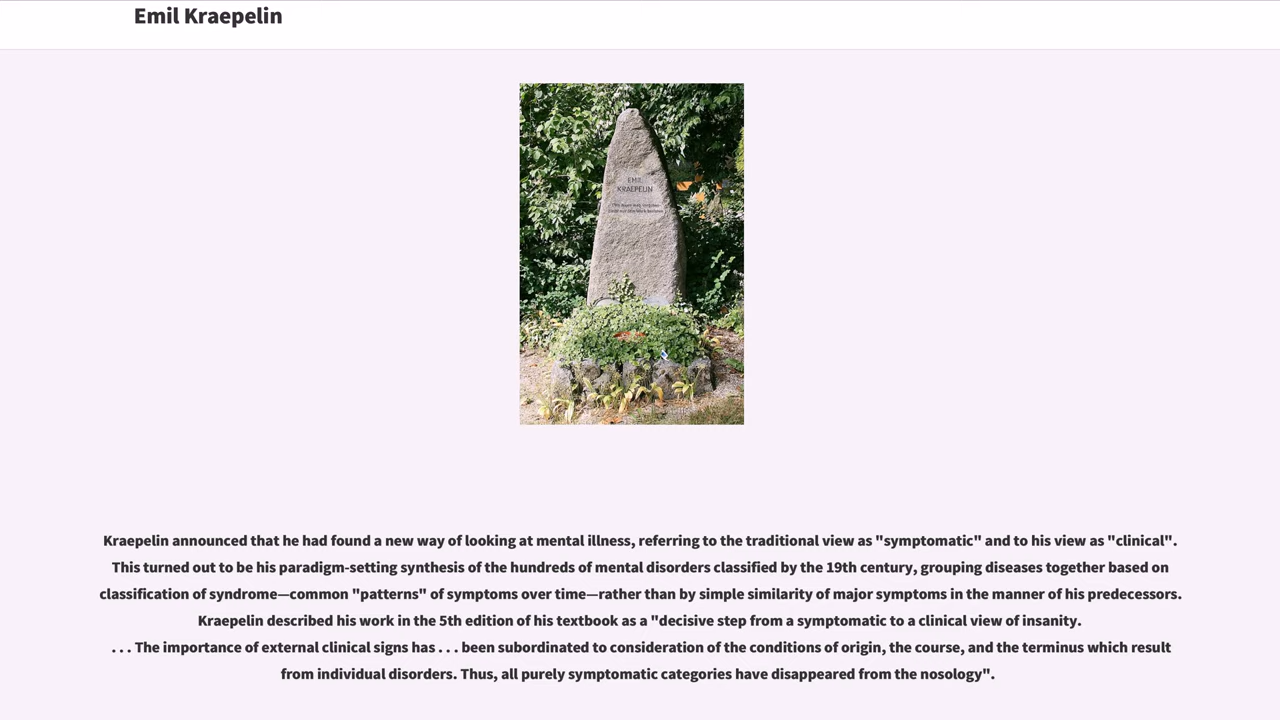 Emil Kraepelin
EMIL
KRAEPELIN
Kraepelin announced that he had found a new way of looking at mental illness, referring to the traditional view as "symptomatic" and to his view as "clinical".
This turned out to be his paradigm-setting synthesis of the hundreds of mental disorders classified by the 19th century, grouping diseases together based on
classification of syndrome—common "patterns" of symptoms over time—rather than by simple similarity of major symptoms in the manner of his predecessors.
Kraepelin described his work in the 5th edition of his textbook as a "decisive step from a symptomatic to a clinical view of insanity.
. . . The importance of external clinical signs has . . . been subordinated to consideration of the conditions of origin, the course, and the terminus which result
from individual disorders. Thus, all purely symptomatic categories have disappeared from the nosology".